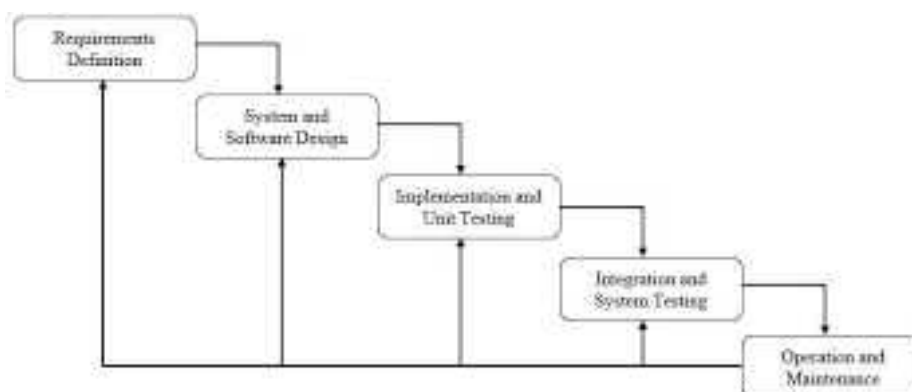 Requirements
Definition
System and
Software Design
Implementation and
Unit Testing
Integration and
System Testing
Operation and
Maintenance